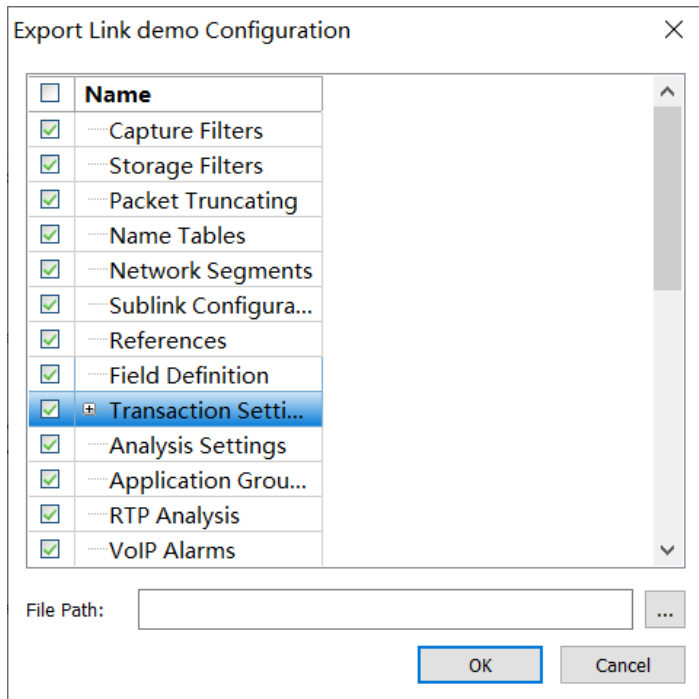 Export Link demo Configuration
Name
Capture Filters
Storage Filters
Packet Truncating
Name Tables
Network Segments
Sublink Configura...
References
Field Definition
Transaction Setti...
Analysis Settings
Application Grou...
RTP Analysis
VoIP Alarms
File Path:
...
OK
Cancel